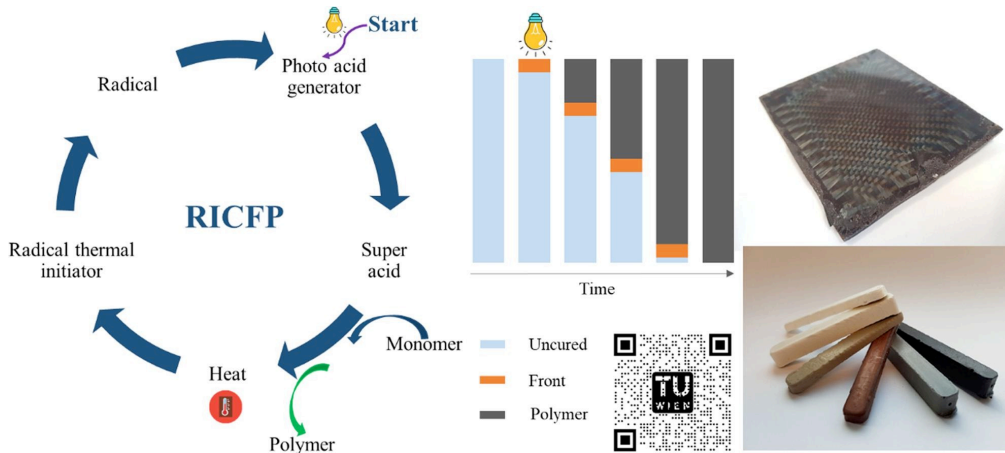 Start
Photo acid
generator
Radical
RICFP
Radical thermal
initiator
Super
acid
Monomer
Heat
Polymer
Time
Uncured
Front
Polymer
TU
WIEN